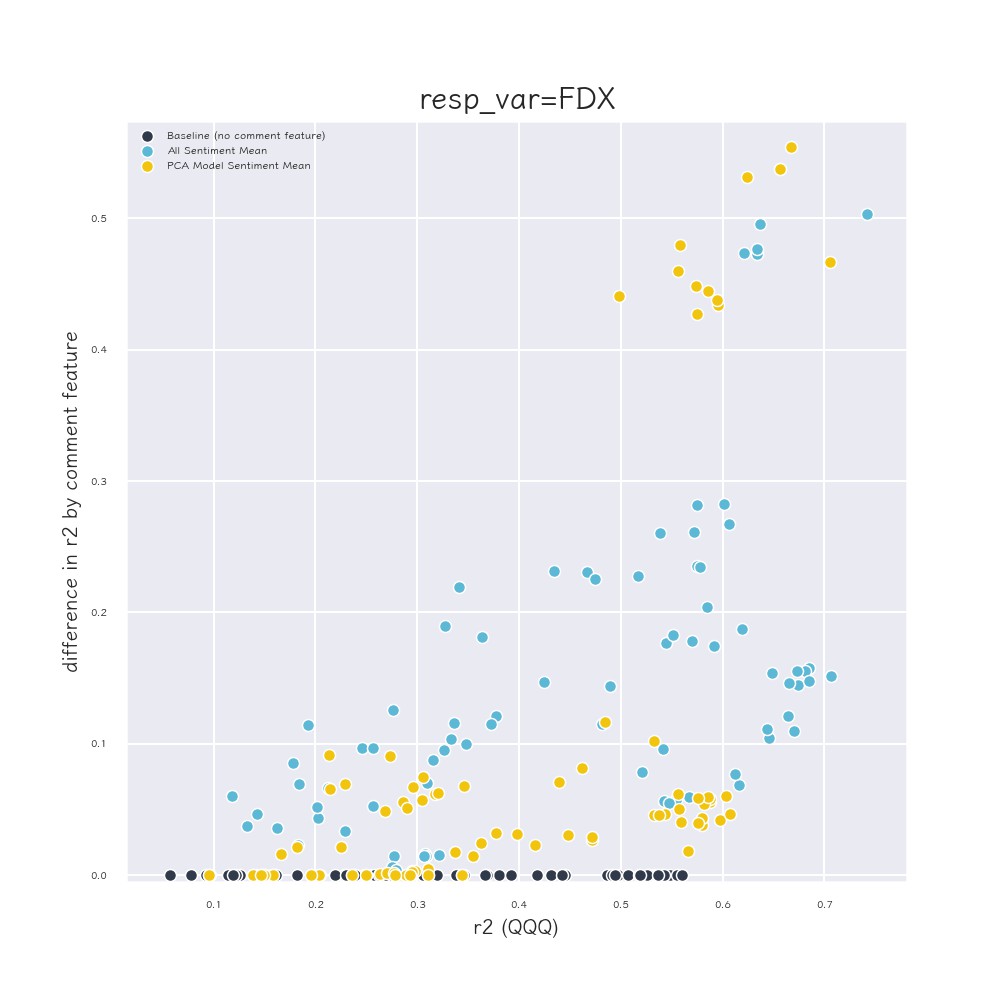 resp_var=FDX
Baseline (no comment feature)
All Sentiment Mean
PCA Model Sentiment Mean
difference in r2 by comment feature
0.5
0.4
0.3
0.2
0.1
0.0
0.1 0.2 0.3 0.4 0.5 0.6 0.7
r2 (QQQ)